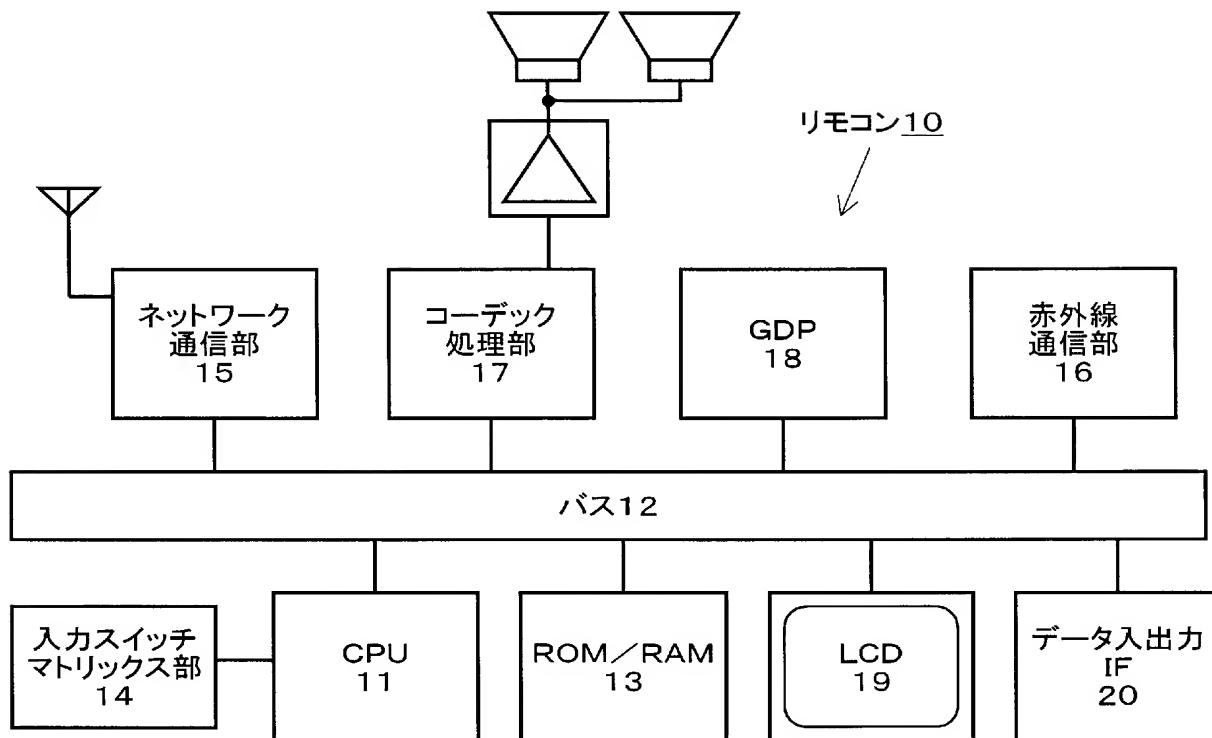 リモコン10
ネットワーク
通信部
15
コーデック
処理部
17
GDP
18
赤外線
通信部
16
バス12
入力スイッチ
マトリックス部
14
CPU
11
ROM／RAM
13
LCD
19
データ入出力
IF
20